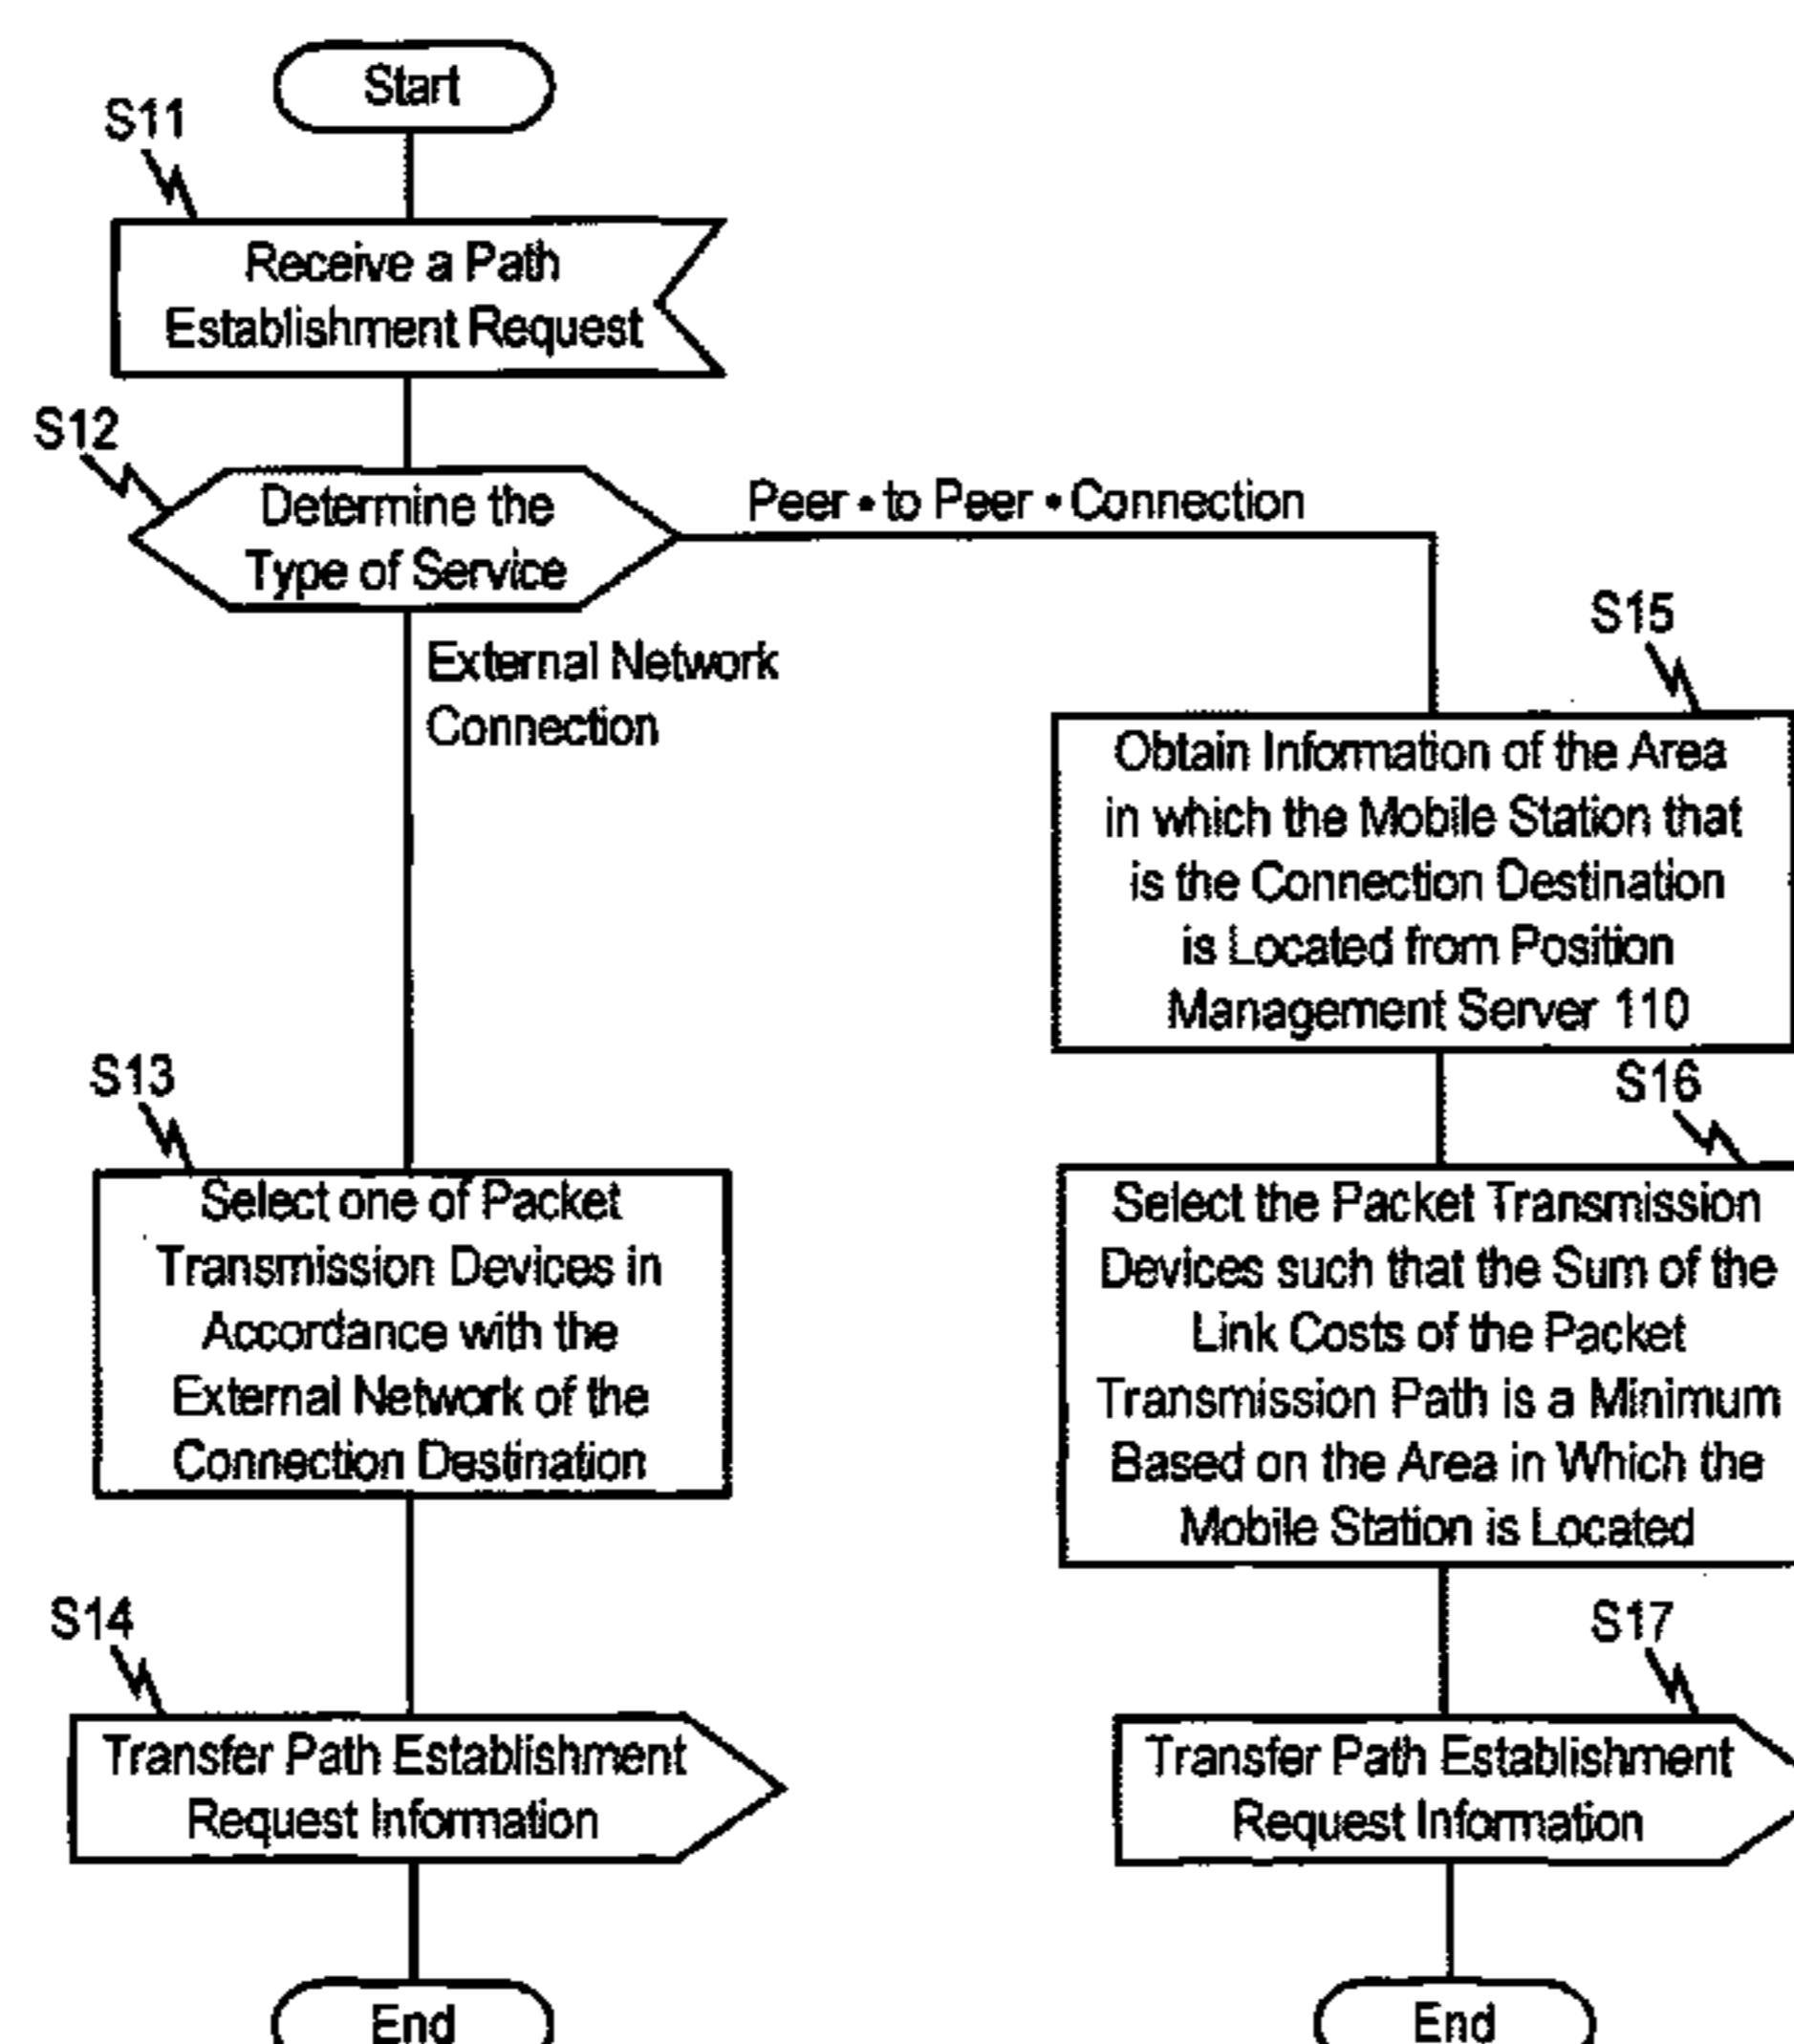 Start
S11
Receive a Path
Establishment Request
S12
Determine the
Type of Service
Peer • to Peer • Connection
External Network
Connection
S15
Obtain Information of the Area
in which the Mobile Station that
is the Connection Destination
is Located from Position
Management Server 110
S13
Select one of Packet
Transmission Devices in
Accordance with the
External Network of the
Connection Destination
S16
Select the Packet Transmission
Devices such that the Sum of the
Link Costs of the Packet
Transmission Path is a Minimum
Based on the Area in Which the
Mobile Station is Located
S14
Transfer Path Establishment
Request Information
S17
Transfer Path Establishment
Request Information
End
End